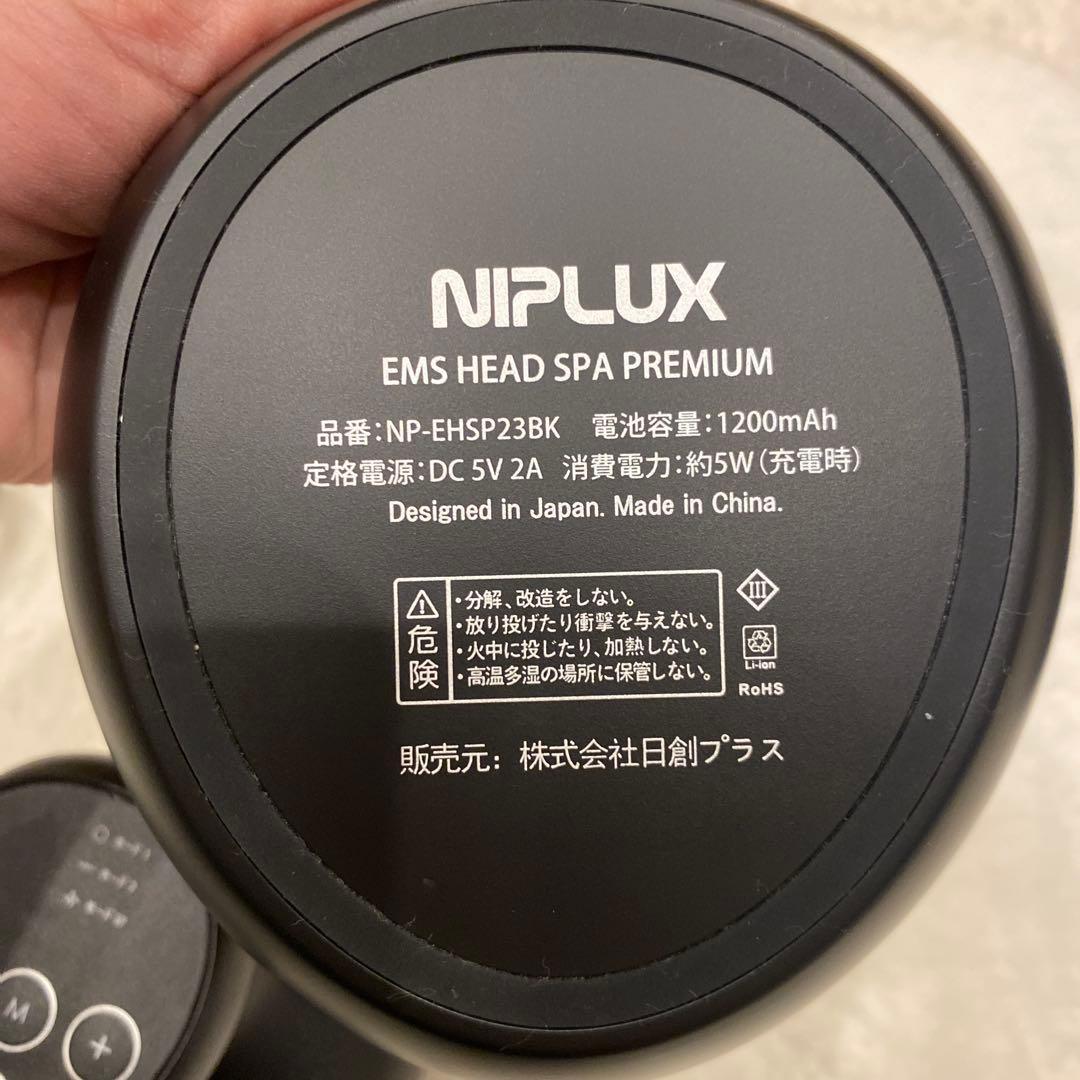 NIPLUX
EMS HEAD SPA PREMIUM
品番:NP-EHSP23BK 電池容量:1200mAh
定格電源:DC 5V 2A 消費電力:約5W(充電時)
Designed in Japan. Made in China.
危険
・分解、改造をしない。
・放り投げたり衝撃を与えない。
・火中に投じたり、加熱しない。
・高温多湿の場所に保管しない。
III
Li-ion
RoHS
販売元: 株式会社日創プラス
M
+